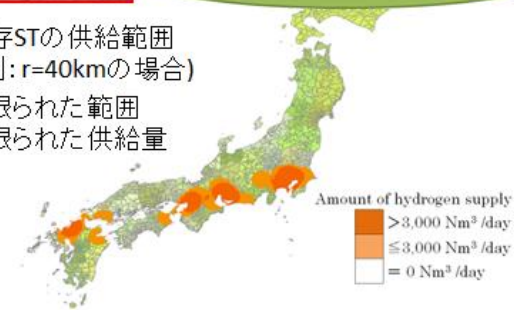 存STの供給範囲
列: r=40kmの場合)
限られた範囲
限られた供給量
Amount of hydrogen supply
>3,000 Nm³ /day
≦3,000 Nm³ /day
= 0 Nm³ /day